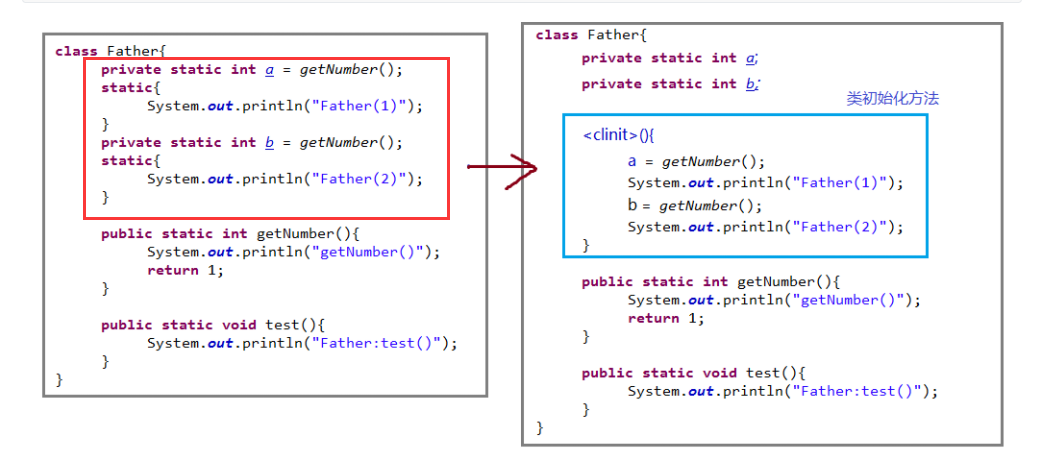 class Father{
private static int a = getNumber();
static{
System.out.println("Father(1)");
}
private static int b = getNumber();
static{
System.out.println("Father(2)");
}
public static int getNumber(){
System.out.println("getNumber()");
return 1;
}
public static void test(){
System.out.println("Father:test()");
}
}
class Father{
private static int a;
private static int b;
类初始化方法
<clinit>(){
a = getNumber();
System.out.println("Father(1)");
b = getNumber();
System.out.println("Father(2)");
}
public static int getNumber(){
System.out.println("getNumber()");
return 1;
}
public static void test(){
System.out.println("Father:test()");
}
}